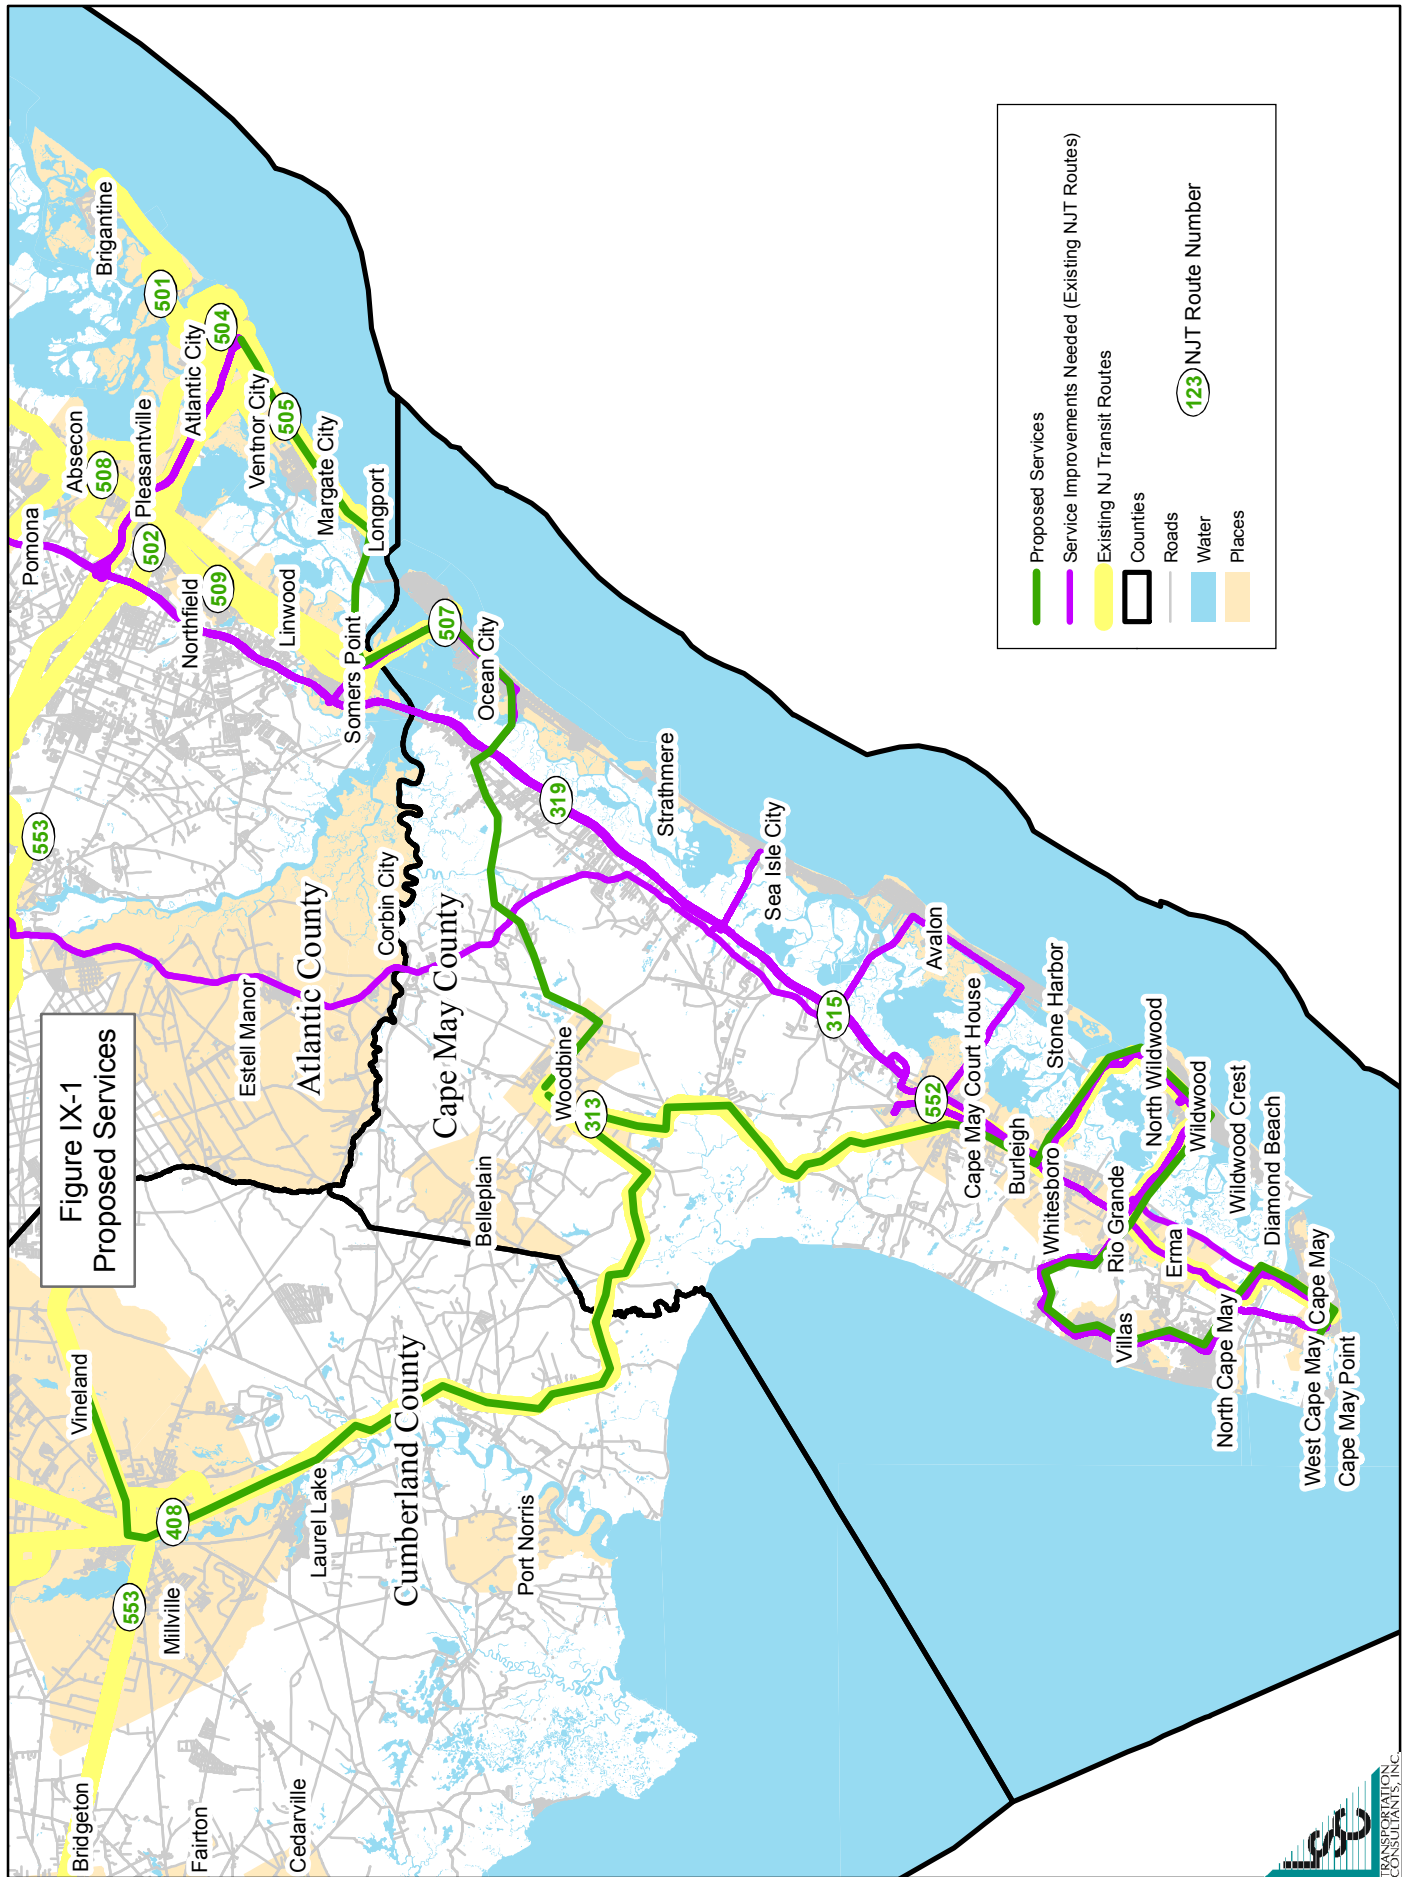 Figure IX-1
Proposed Services
Bridgeton
Fairton
Cedarville
Millville
553
408
Vineland
Laurel Lake
Cumberland County
Port Norris
Belleplain
Estell Manor
Atlantic County
Corbin City
Cape May County
Woodbine
313
553
Pomona
Absecon
508
502
Pleasantville
Northfield
509
Linwood
Somers Point
Brigantine
501
Atlantic City
504
Ventnor City
505
Margate City
Longport
507
Ocean City
319
Strathmere
Sea Isle City
315
Avalon
552
Cape May Court House
Stone Harbor
Burleigh
Whitesboro
North Wildwood
Wildwood
Rio Grande
Wildwood Crest
Erma
Diamond Beach
Villas
North Cape May
Cape May
West Cape May
Cape May Point
Proposed Services
Service Improvements Needed (Existing NJT Routes)
Existing NJ Transit Routes
Counties
Roads
Water
Places
123 NJT Route Number
LSC
TRANSPORTATION
CONSULTANTS, INC.